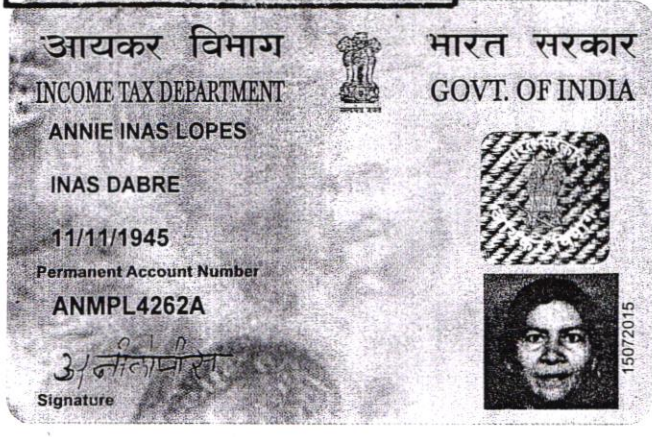 आयकर विभाग
INCOME TAX DEPARTMENT
भारत सरकार
GOVT. OF INDIA
ANNIE INAS LOPES
INAS DABRE
11/11/1945
Permanent Account Number
ANMPL4262A
Signature
15072015